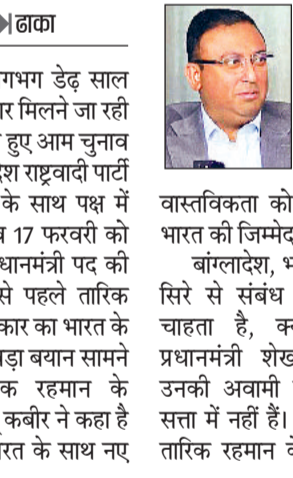 ढाका
गभग डेढ़ साल
र मिलने जा रही
हुए आम चुनाव
देश राष्ट्रवादी पार्टी
के साथ पक्ष में
17 फरवरी को
धानमंत्री पद की
से पहले तारिक
कार का भारत के
बड़ा बयान सामने
क रहमान के
कबीर ने कहा है
रत के साथ नए
वास्तविकता को
भारत की जिम्मेद
बांग्लादेश, भ
सिरे से संबंध
चाहता है, क्य
प्रधानमंत्री शेख
उनकी अवामी
सत्ता में नहीं हैं।
तारिक रहमान के